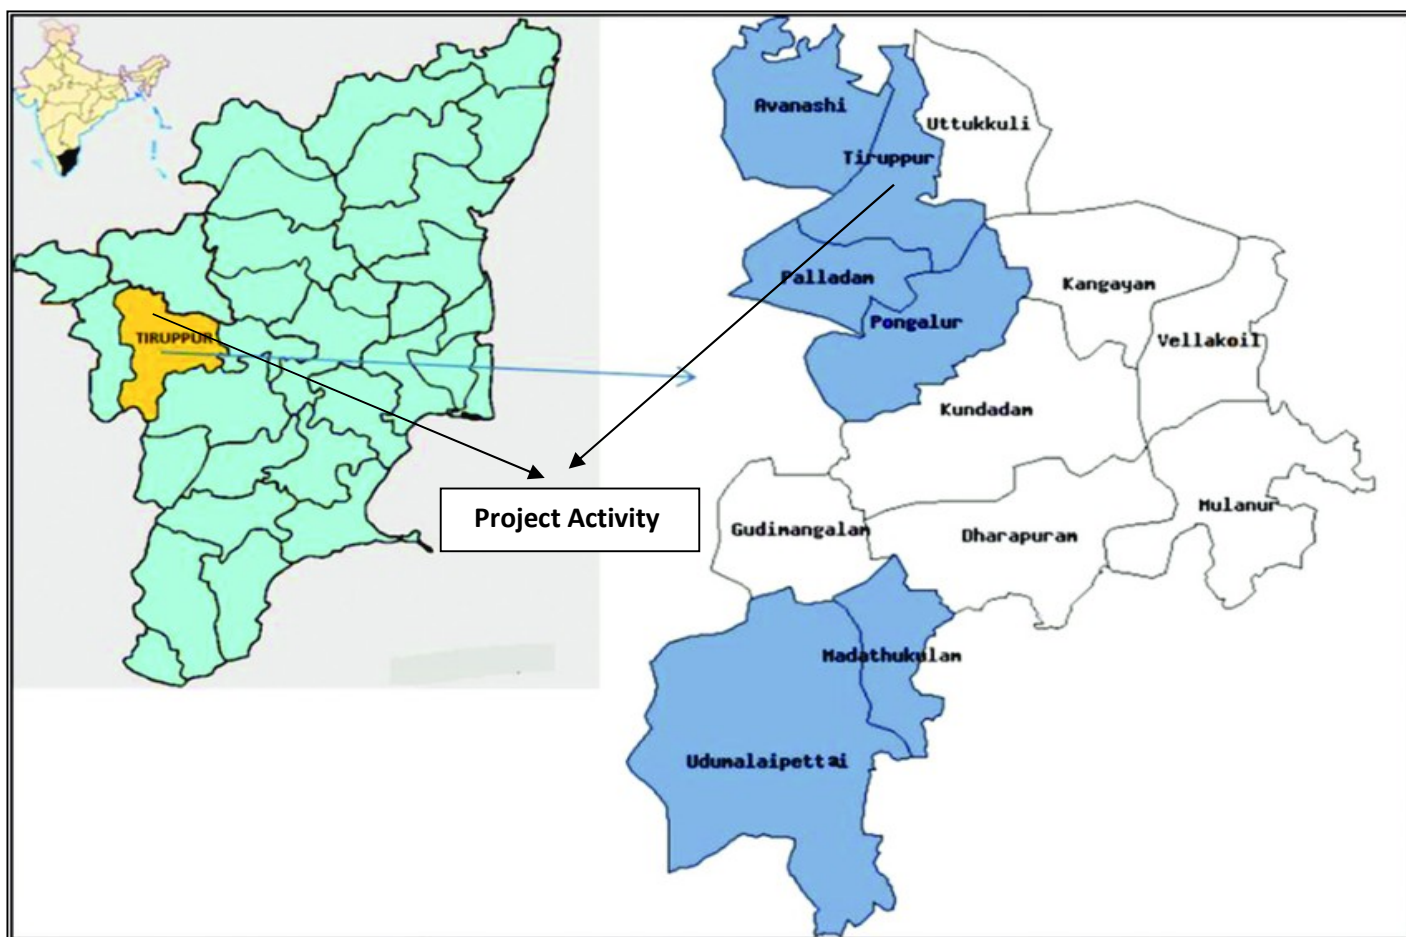 Avanashi
Uttukkuli
Tiruppur
Palladam
Kangayam
Pongalur
TIRUPPUR
Vellakoil
Kundadam
Project Activity
Mulanur
Gudimangalam
Dharapuram
Madathukulam
Udumalaipettai